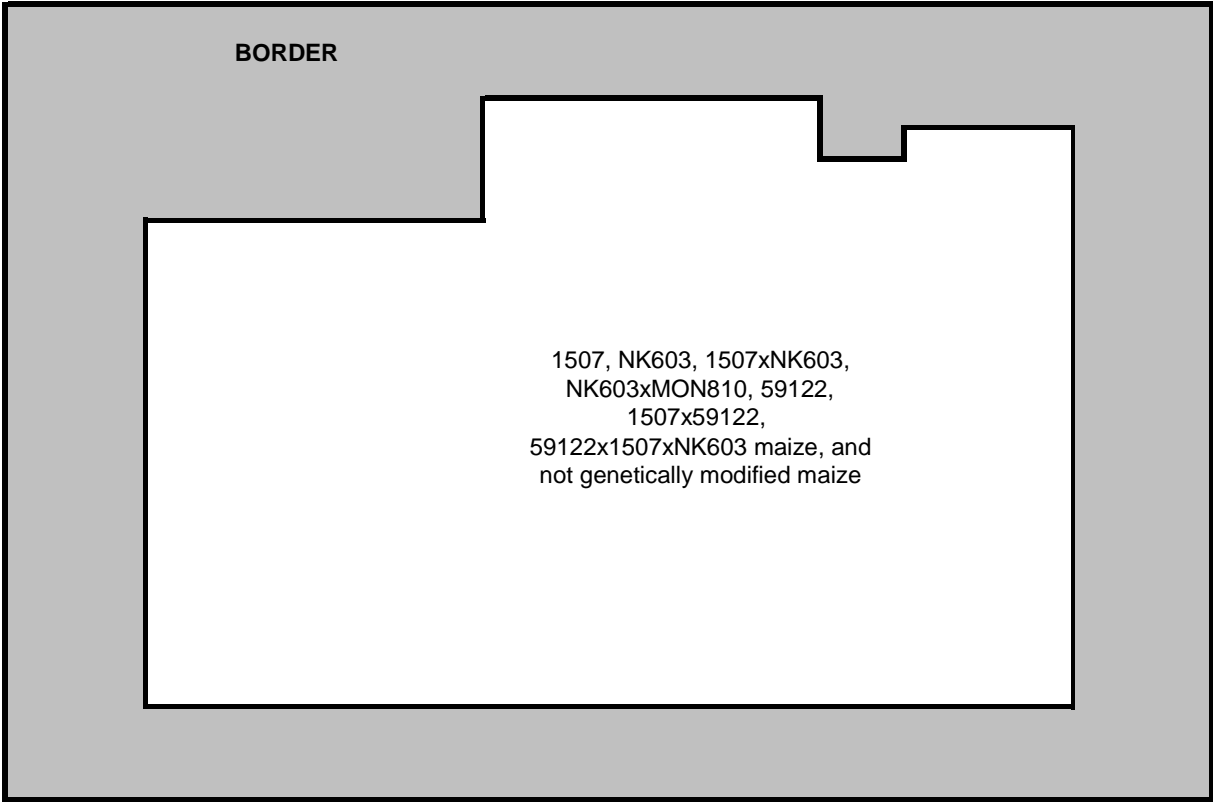 BORDER
1507, NK603, 1507xNK603,
NK603xMON810, 59122,
1507x59122,
59122x1507xNK603 maize, and
not genetically modified maize